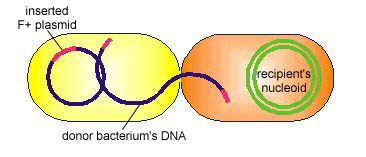 inserted
F+ plasmid
recipient's
nucleoid
donor bacterium's DNA